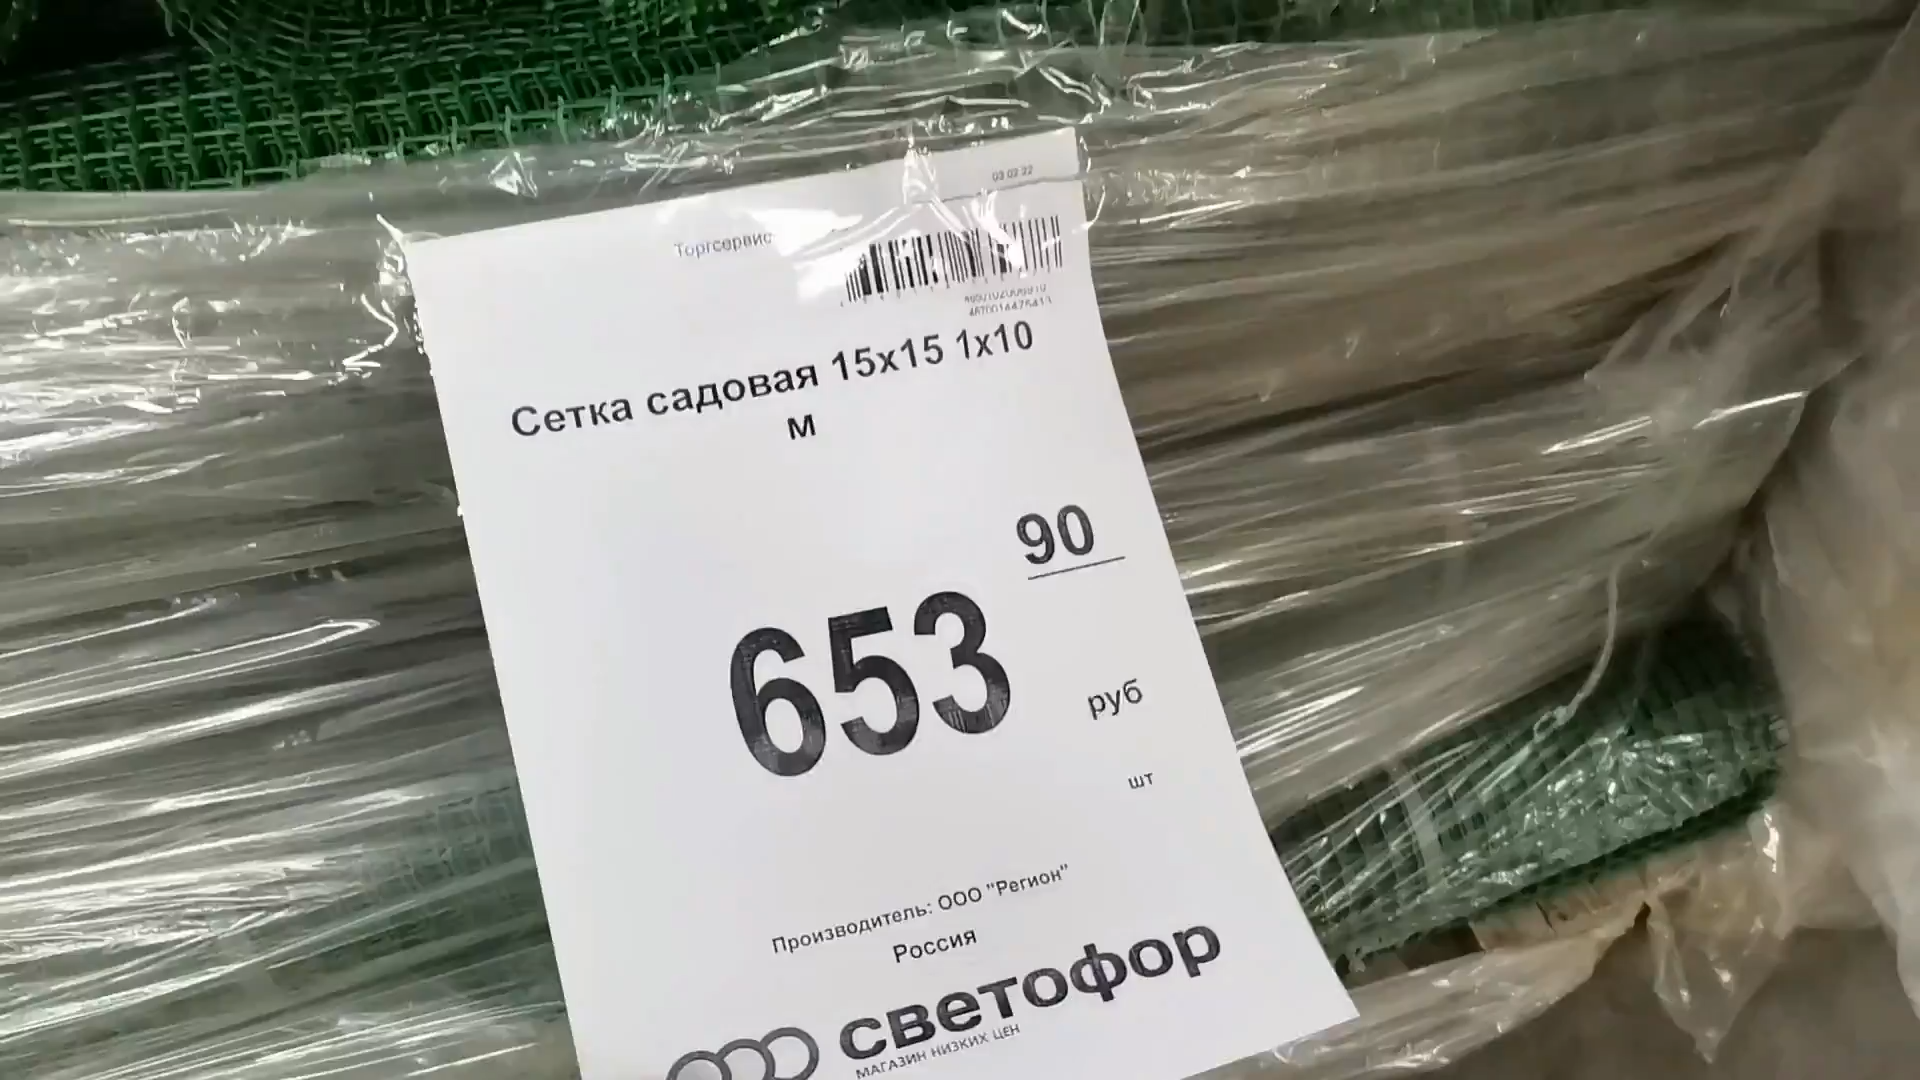 03 02 22
Торгсервис
Сетка садовая 15х15 1х10
м
90
653
руб
шт
Производитель: ООО "Регион"
Россия
светофор
МАГАЗИН НИЗКИХ ЦЕН